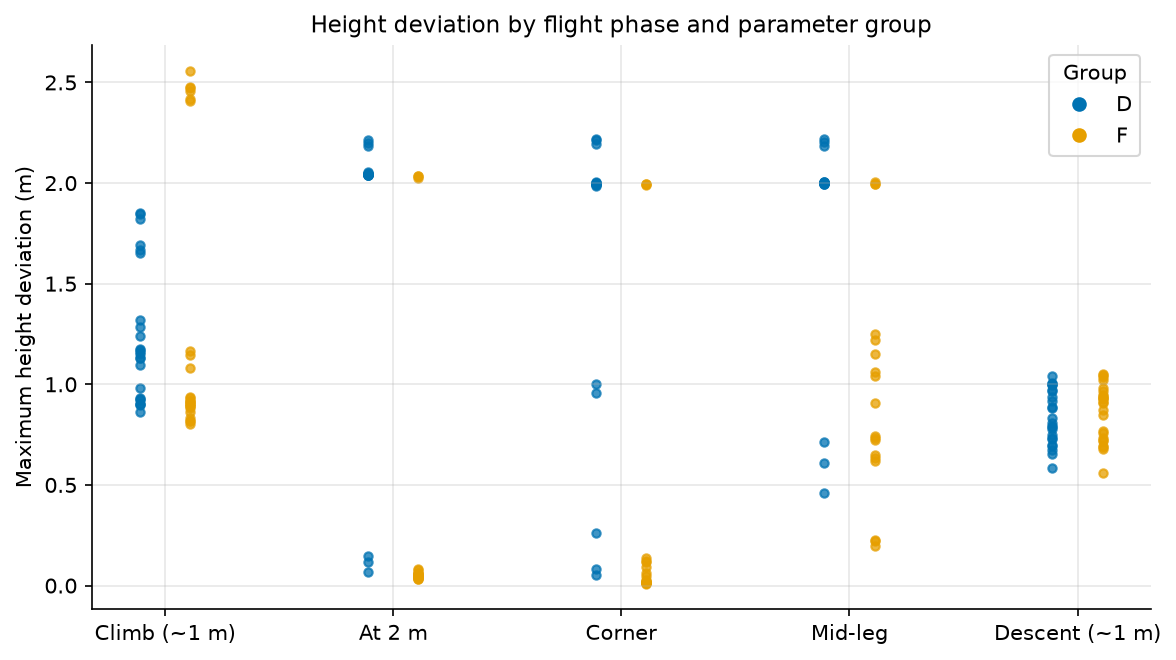 Height deviation by flight phase and parameter group
Maximum height deviation (m)
2.5
2.0
1.5
1.0
0.5
0.0
Climb (~1 m)
At 2 m
Corner
Mid-leg
Descent (~1 m)
Group
D
F